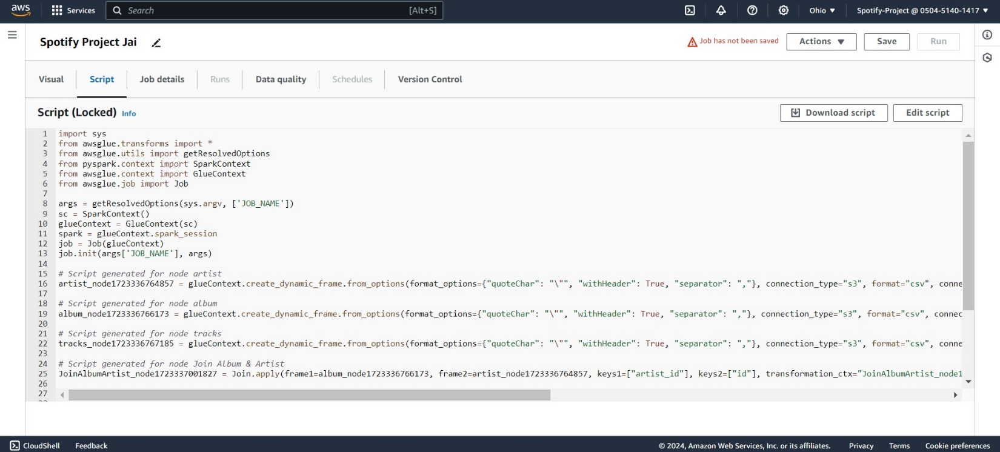 aws
Services
Search
[Alt+S]
Ohio ▼
Spotify-Project @ 0504-5140-1417 ▼
Spotify Project Jai
Job has not been saved
Actions ▼
Save
Run
Visual
Script
Job details
Runs
Data quality
Schedules
Version Control
Script (Locked) Info
Download script
Edit script
1 import sys
2 from awsglue.transforms import *
3 from awsglue.utils import getResolvedOptions
4 from pyspark.context import SparkContext
5 from awsglue.context import GlueContext
6 from awsglue.job import Job
7
8 args = getResolvedOptions(sys.argv, ['JOB_NAME'])
9 sc = SparkContext()
10 glueContext = GlueContext(sc)
11 spark = glueContext.spark_session
12 job = Job(glueContext)
13 job.init(args['JOB_NAME'], args)
14
15 # Script generated for node artist
16 artist_node1723336764857 = glueContext.create_dynamic_frame.from_options(format_options={"quoteChar": "\"", "withHeader": True, "separator": ","}, connection_type="s3", format="csv", conne
17
18 # Script generated for node album
19 album_node1723336766173 = glueContext.create_dynamic_frame.from_options(format_options={"quoteChar": "\"", "withHeader": True, "separator": ","}, connection_type="s3", format="csv", connec
20
21 # Script generated for node tracks
22 tracks_node1723336767185 = glueContext.create_dynamic_frame.from_options(format_options={"quoteChar": "\"", "withHeader": True, "separator": ","}, connection_type="s3", format="csv", conne
23
24 # Script generated for node Join Album & Artist
25 JoinAlbumArtist_node1723337001827 = Join.apply(frame1=album_node1723336766173, frame2=artist_node1723336764857, keys1=["artist_id"], keys2=["id"], transformation_ctx="JoinAlbumArtist_node1
26
27
CloudShell
Feedback
© 2024, Amazon Web Services, Inc. or its affiliates.
Privacy
Terms
Cookie preferences